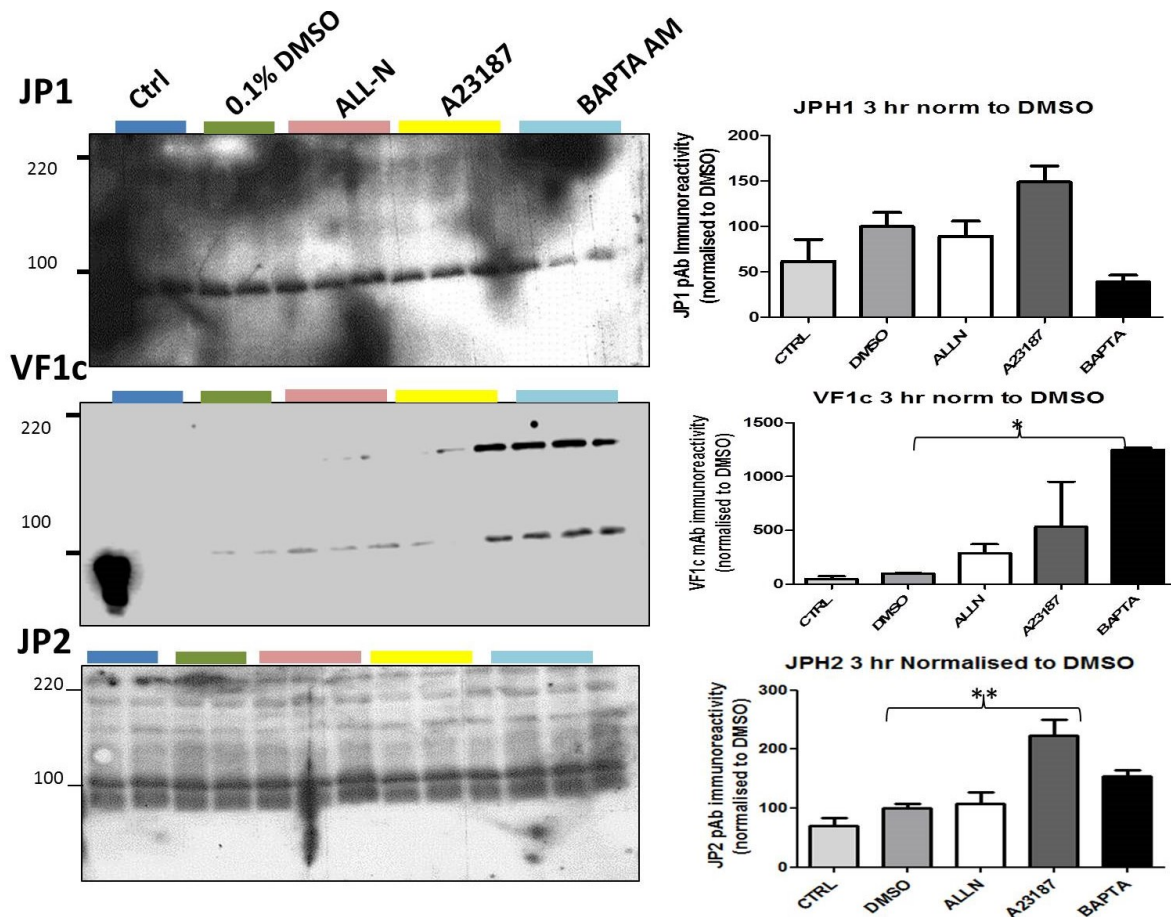 JP1
Ctrl
0.1% DMSO
ALL-N
A23187
BAPTA AM
220
100
JPH1 3 hr norm to DMSO
JP1 pAb Immunoreactivity
(normalised to DMSO)
200
150
100
50
0
CTRL
DMSO
ALLN
A23187
BAPTA
VF1c
220
100
VF1c 3 hr norm to DMSO
VF1c mAb immunoreactivity
(normalised to DMSO)
1500
1000
500
0
*
CTRL
DMSO
ALLN
A23187
BAPTA
JP2
220
100
JPH2 3 hr Normalised to DMSO
JP2 pAb immunoreactivity
(normalised to DMSO)
300
200
100
0
**
CTRL
DMSO
ALLN
A23187
BAPTA